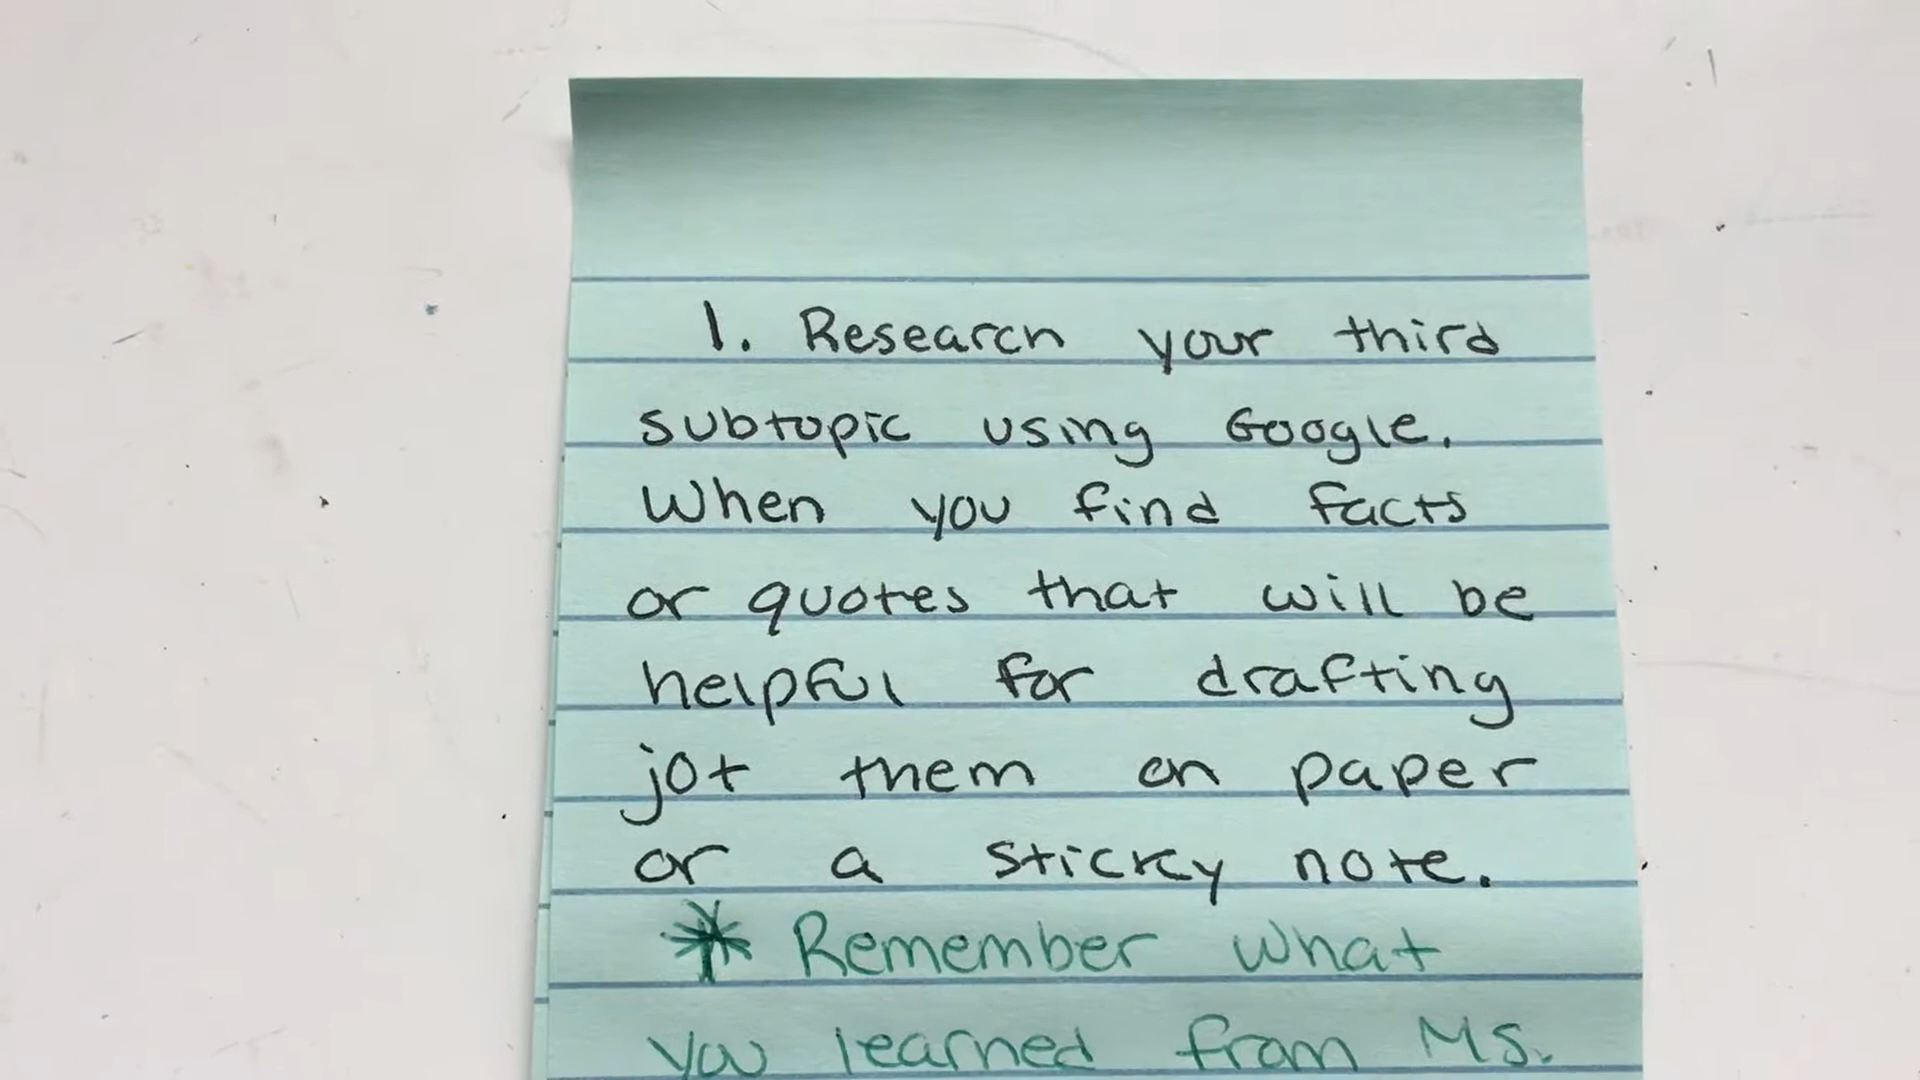 1. Research your third
subtopic using Google.
When you find facts
or quotes that will be
helpful for drafting
jot them on paper
or a sticky note.
* Remember what
you learned from Ms.